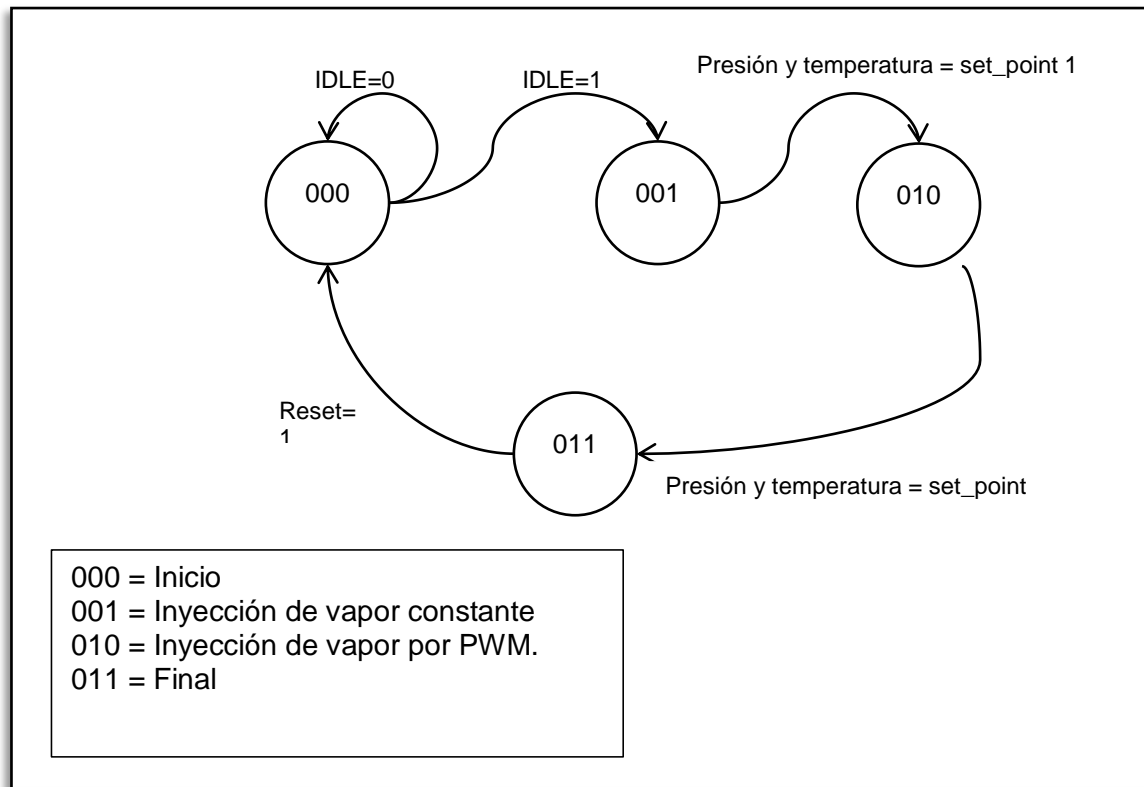 IDLE=0
IDLE=1
Presión y temperatura = set_point 1
000
001
010
Reset=
1
011
Presión y temperatura = set_point
000 = Inicio
001 = Inyección de vapor constante
010 = Inyección de vapor por PWM.
011 = Final